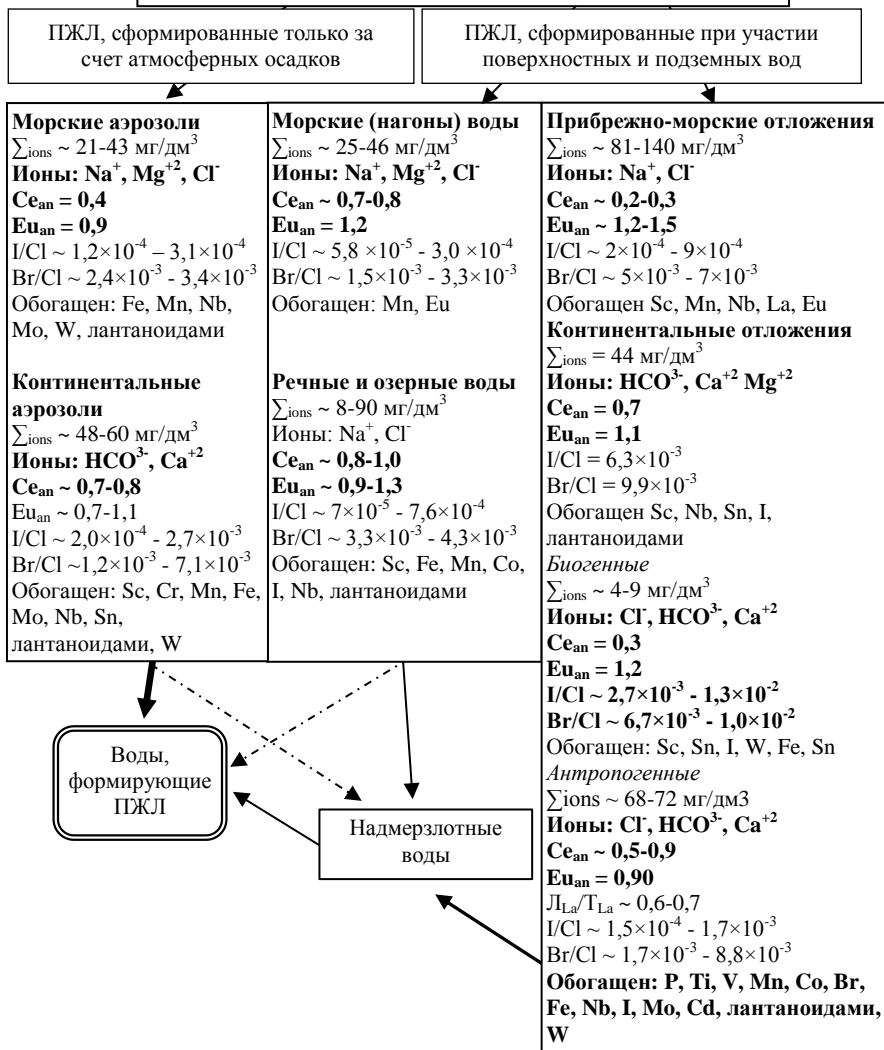 ПЖЛ, сформированные только за
счет атмосферных осадков
ПЖЛ, сформированные при участии
поверхностных и подземных вод
Морские аэрозоли
∑ions ~ 21-43 мг/дм³
Ионы: Na⁺, Mg⁺², Cl⁻
Cean = 0,4
Euan = 0,9
I/Cl ~ 1,2×10⁻⁴ – 3,1×10⁻⁴
Br/Cl ~ 2,4×10⁻³ - 3,4×10⁻³
Обогащен: Fe, Mn, Nb,
Mo, W, лантаноидами
Континентальные
аэрозоли
∑ions ~ 48-60 мг/дм³
Ионы: HCO³⁻, Ca⁺²
Cean ~ 0,7-0,8
Euan ~ 0,7-1,1
I/Cl ~ 2,0×10⁻⁴ - 2,7×10⁻³
Br/Cl ~1,2×10⁻³ - 7,1×10⁻³
Обогащен: Sc, Cr, Mn, Fe,
Mo, Nb, Sn,
лантаноидами, W
Морские (нагоны) воды
∑ions ~ 25-46 мг/дм³
Ионы: Na⁺, Mg⁺², Cl⁻
Cean ~ 0,7-0,8
Euan = 1,2
I/Cl ~ 5,8 ×10⁻⁵ - 3,0 ×10⁻⁴
Br/Cl ~ 1,5×10⁻³ - 3,3×10⁻³
Обогащен: Mn, Eu
Речные и озерные воды
∑ions ~ 8-90 мг/дм³
Ионы: Na⁺, Cl⁻
Cean ~ 0,8-1,0
Euan ~ 0,9-1,3
I/Cl ~ 7×10⁻⁵ - 7,6×10⁻⁴
Br/Cl ~ 3,3×10⁻³ - 4,3×10⁻³
Обогащен: Sc, Fe, Mn, Co,
I, Nb, лантаноидами
Прибрежно-морские отложения
∑ions ~ 81-140 мг/дм³
Ионы: Na⁺, Cl⁻
Cean ~ 0,2-0,3
Euan ~ 1,2-1,5
I/Cl ~ 2×10⁻⁴ - 9×10⁻⁴
Br/Cl ~ 5×10⁻³ - 7×10⁻³
Обогащен Sc, Mn, Nb, La, Eu
Континентальные отложения
∑ions = 44 мг/дм³
Ионы: HCO³⁻, Ca⁺² Mg⁺²
Cean = 0,7
Euan = 1,1
I/Cl = 6,3×10⁻³
Br/Cl = 9,9×10⁻³
Обогащен Sc, Nb, Sn, I,
лантаноидами
Биогенные
∑ions ~ 4-9 мг/дм³
Ионы: Cl⁻, HCO³⁻, Ca⁺²
Cean = 0,3
Euan = 1,2
I/Cl ~ 2,7×10⁻³ - 1,3×10⁻²
Br/Cl ~ 6,7×10⁻³ - 1,0×10⁻²
Обогащен: Sc, Sn, I, W, Fe, Sn
Антропогенные
∑ions ~ 68-72 мг/дм3
Ионы: Cl⁻, HCO³⁻, Ca⁺²
Cean ~ 0,5-0,9
Euan = 0,90
ЛLa/TLa ~ 0,6-0,7
I/Cl ~ 1,5×10⁻⁴ - 1,7×10⁻³
Br/Cl ~ 1,7×10⁻³ - 8,8×10⁻³
Обогащен: P, Ti, V, Mn, Co, Br,
Fe, Nb, I, Mo, Cd, лантаноидами,
W
Воды,
формирующие
ПЖЛ
Надмерзлотные
воды